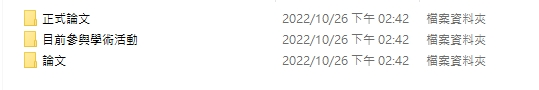 正式論文 2022/10/26 下午 02:42 檔案資料夾
目前參與學術活動 2022/10/26 下午 02:42 檔案資料夾
論文 2022/10/26 下午 02:42 檔案資料夾